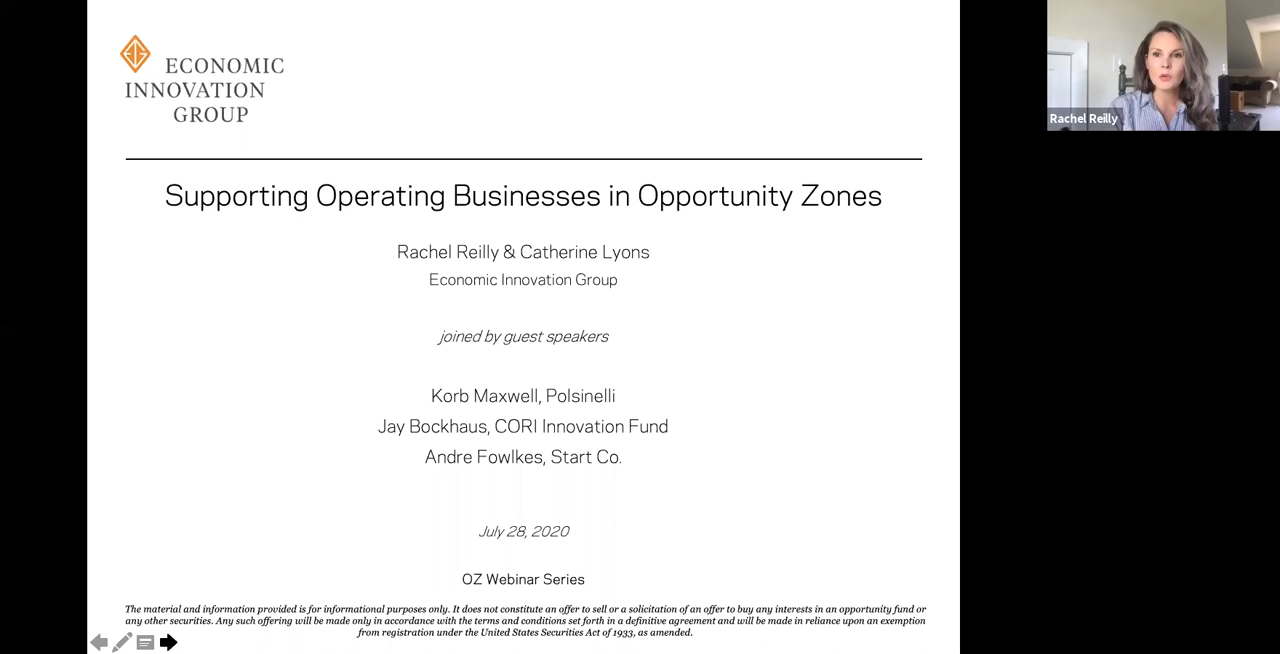 ECONOMIC
INNOVATION
GROUP
Rachel Reilly
Supporting Operating Businesses in Opportunity Zones
Rachel Reilly & Catherine Lyons
Economic Innovation Group
joined by guest speakers
Korb Maxwell, Polsinelli
Jay Bockhaus, CORI Innovation Fund
Andre Fowlkes, Start Co.
July 28, 2020
OZ Webinar Series
The material and information provided is for informational purposes only. It does not constitute an offer to sell or a solicitation of an offer to buy any interests in an opportunity fund or
any other securities. Any such offering will be made only in accordance with the terms and conditions set forth in a definitive agreement and will be made in reliance upon an exemption
from registration under the United States Securities Act of 1933, as amended.